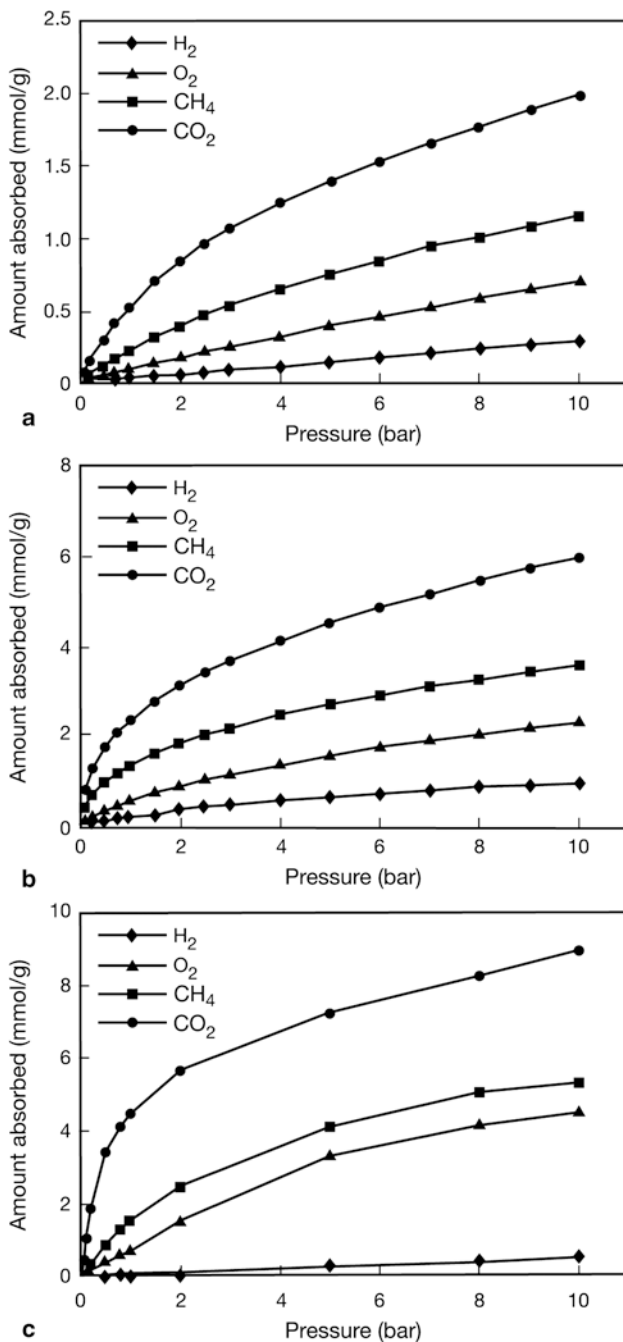 Amount absorbed (mmol/g)
2.5
2.0
1.5
1.0
0.5
0
H2
O2
CH4
CO2
0 2 4 6 8 10
Pressure (bar)
a
Amount absorbed (mmol/g)
8
6
4
2
0
H2
O2
CH4
CO2
0 2 4 6 8 10
Pressure (bar)
b
Amount absorbed (mmol/g)
10
8
6
4
2
0
H2
O2
CH4
CO2
0 2 4 6 8 10
Pressure (bar)
c